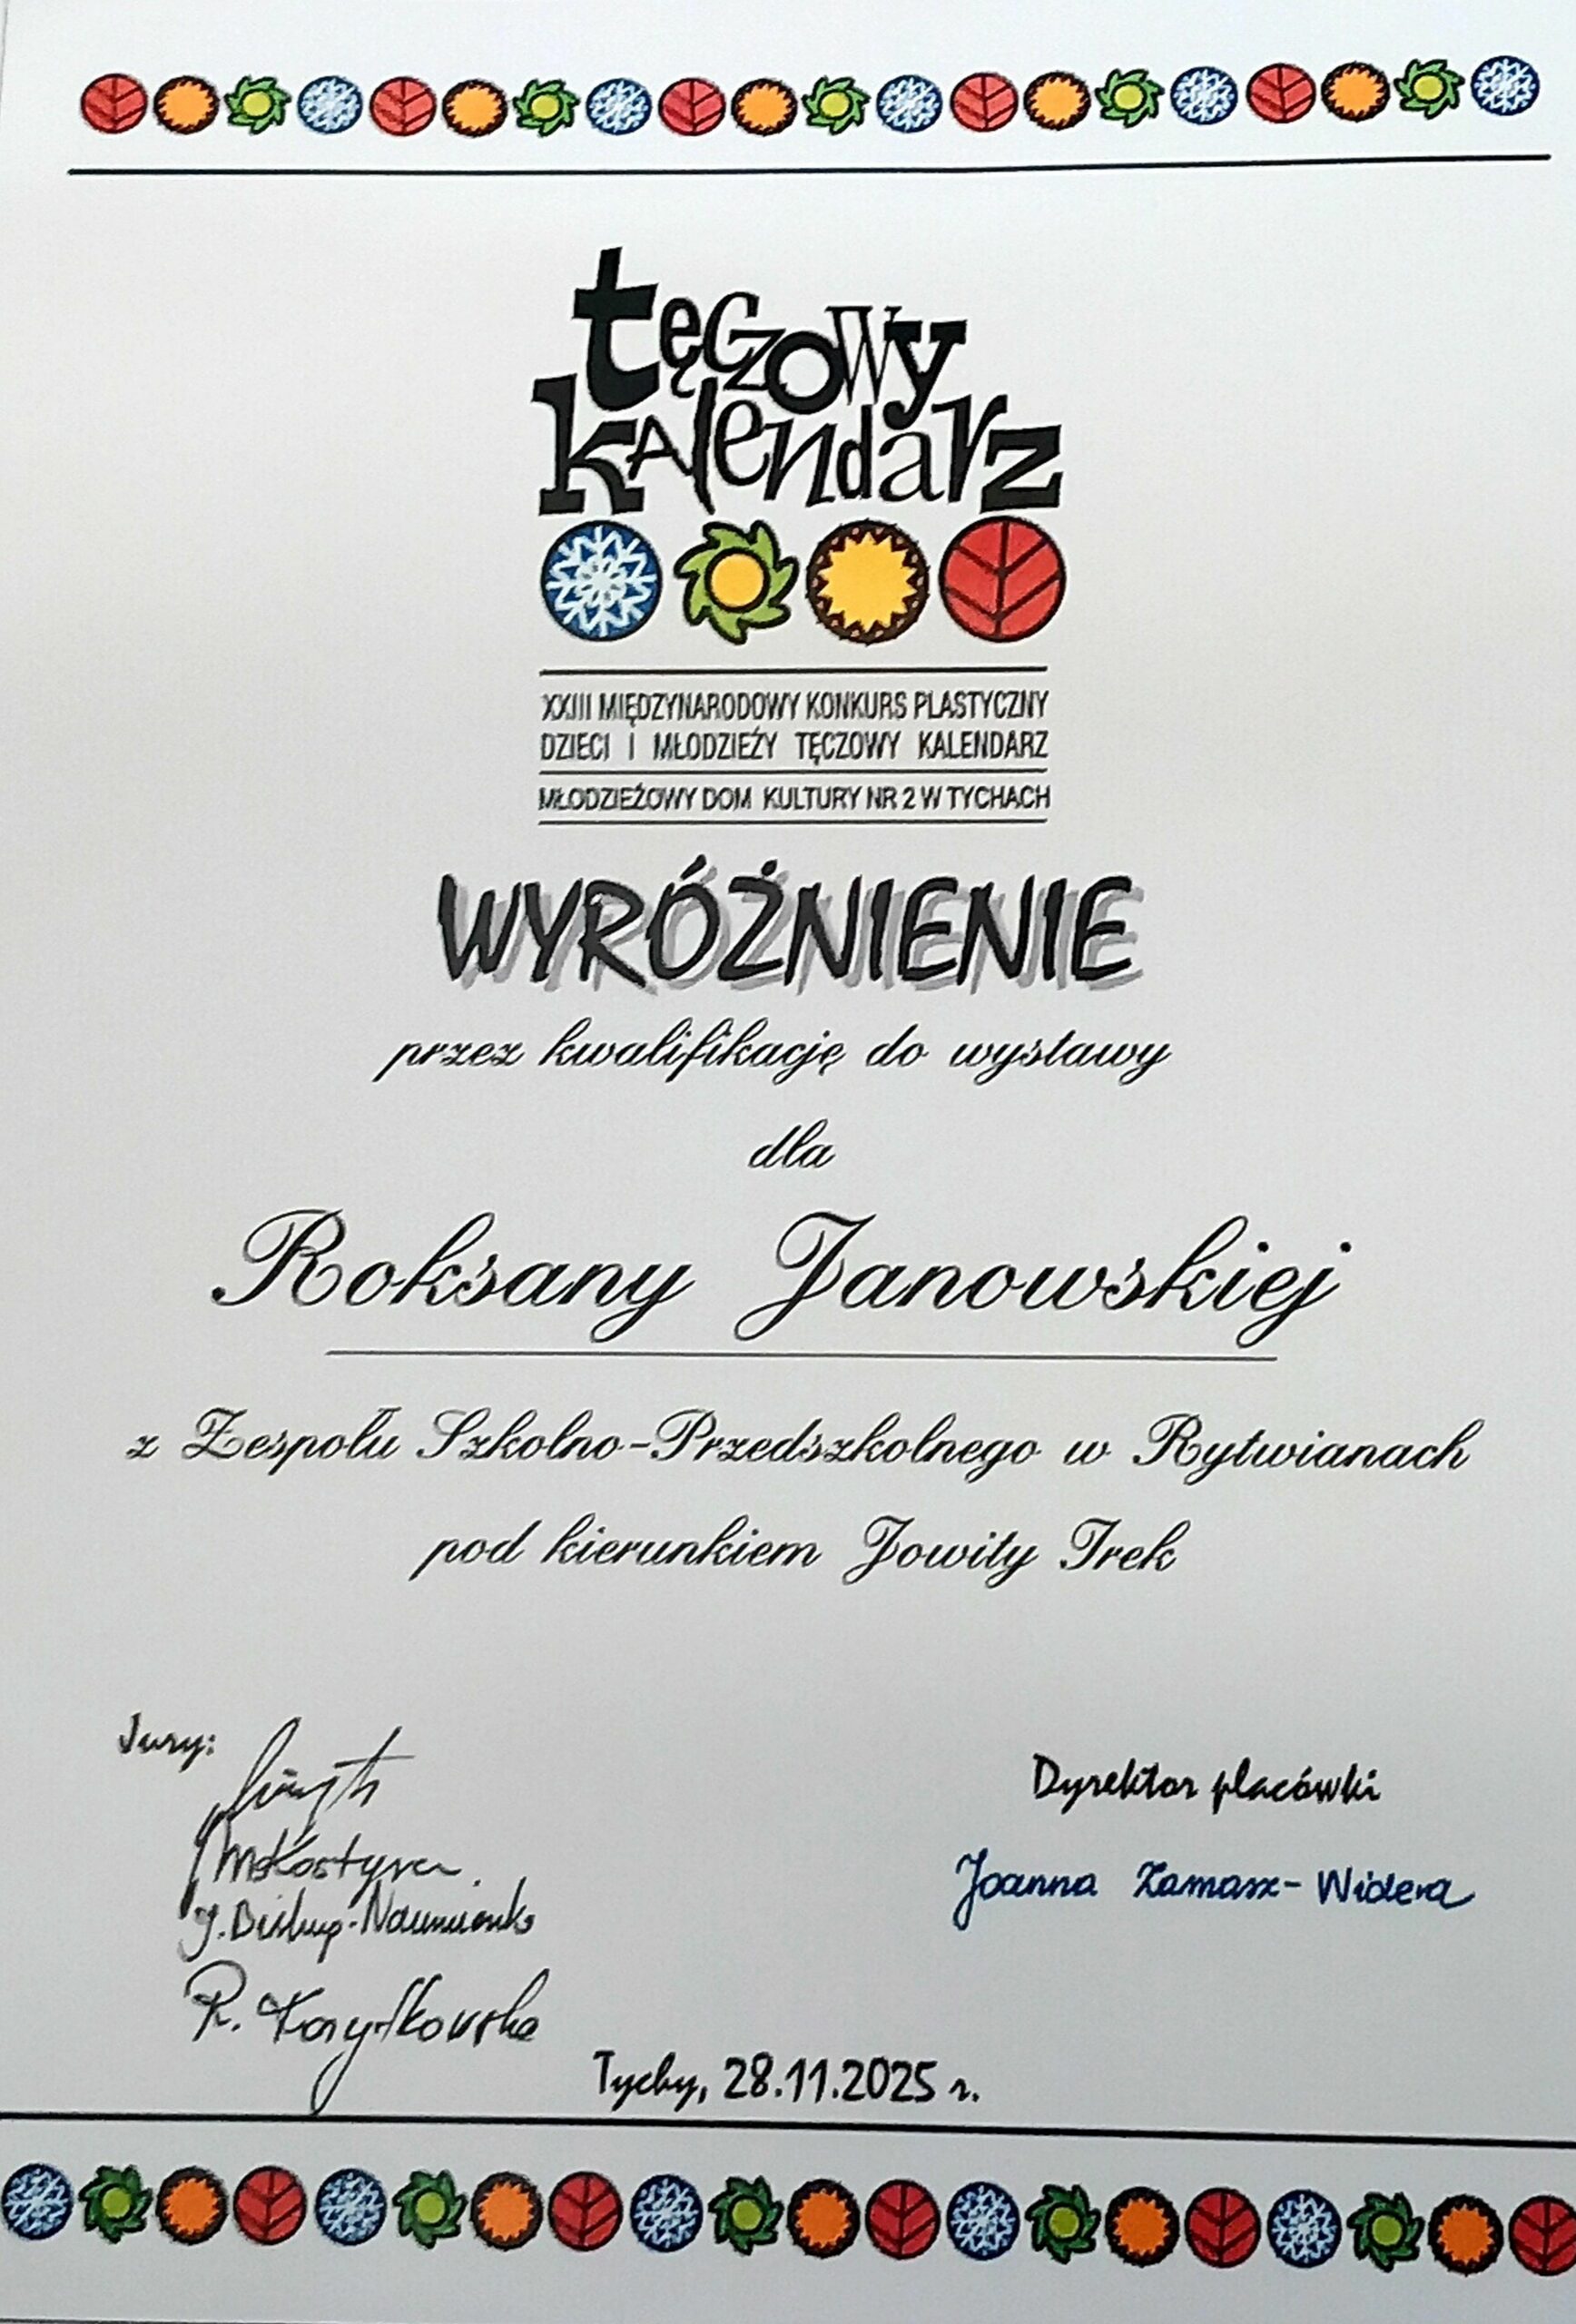 tęczowy
kalendarz
XXIII MIĘDZYNARODOWY KONKURS PLASTYCZNY
DZIECI I MŁODZIEŻY TĘCZOWY KALENDARZ
MŁODZIEŻOWY DOM KULTURY NR 2 W TYCHACH
WYRÓŻNIENIE
przez kwalifikację do wystawy
dla
Roksany Janowskiej
z Zespołu Szkolno-Przedszkolnego w Rytwianach
pod kierunkiem Jowity Irek
Jury:
Dyrektor placówki
Joanna Zamasz-Widera
Tychy, 28.11.2025 r.